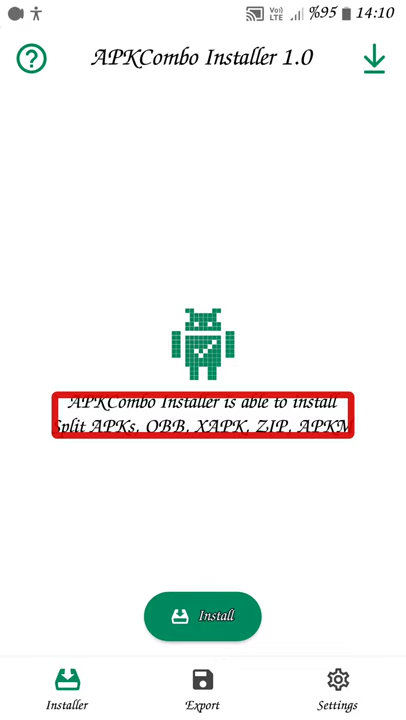 Vo))
LTE
%95
14:10
APKCombo Installer 1.0
APKCombo Installer is able to install
Split APKs, OBB, XAPK, ZIP, APKM
Install
Installer
Export
Settings